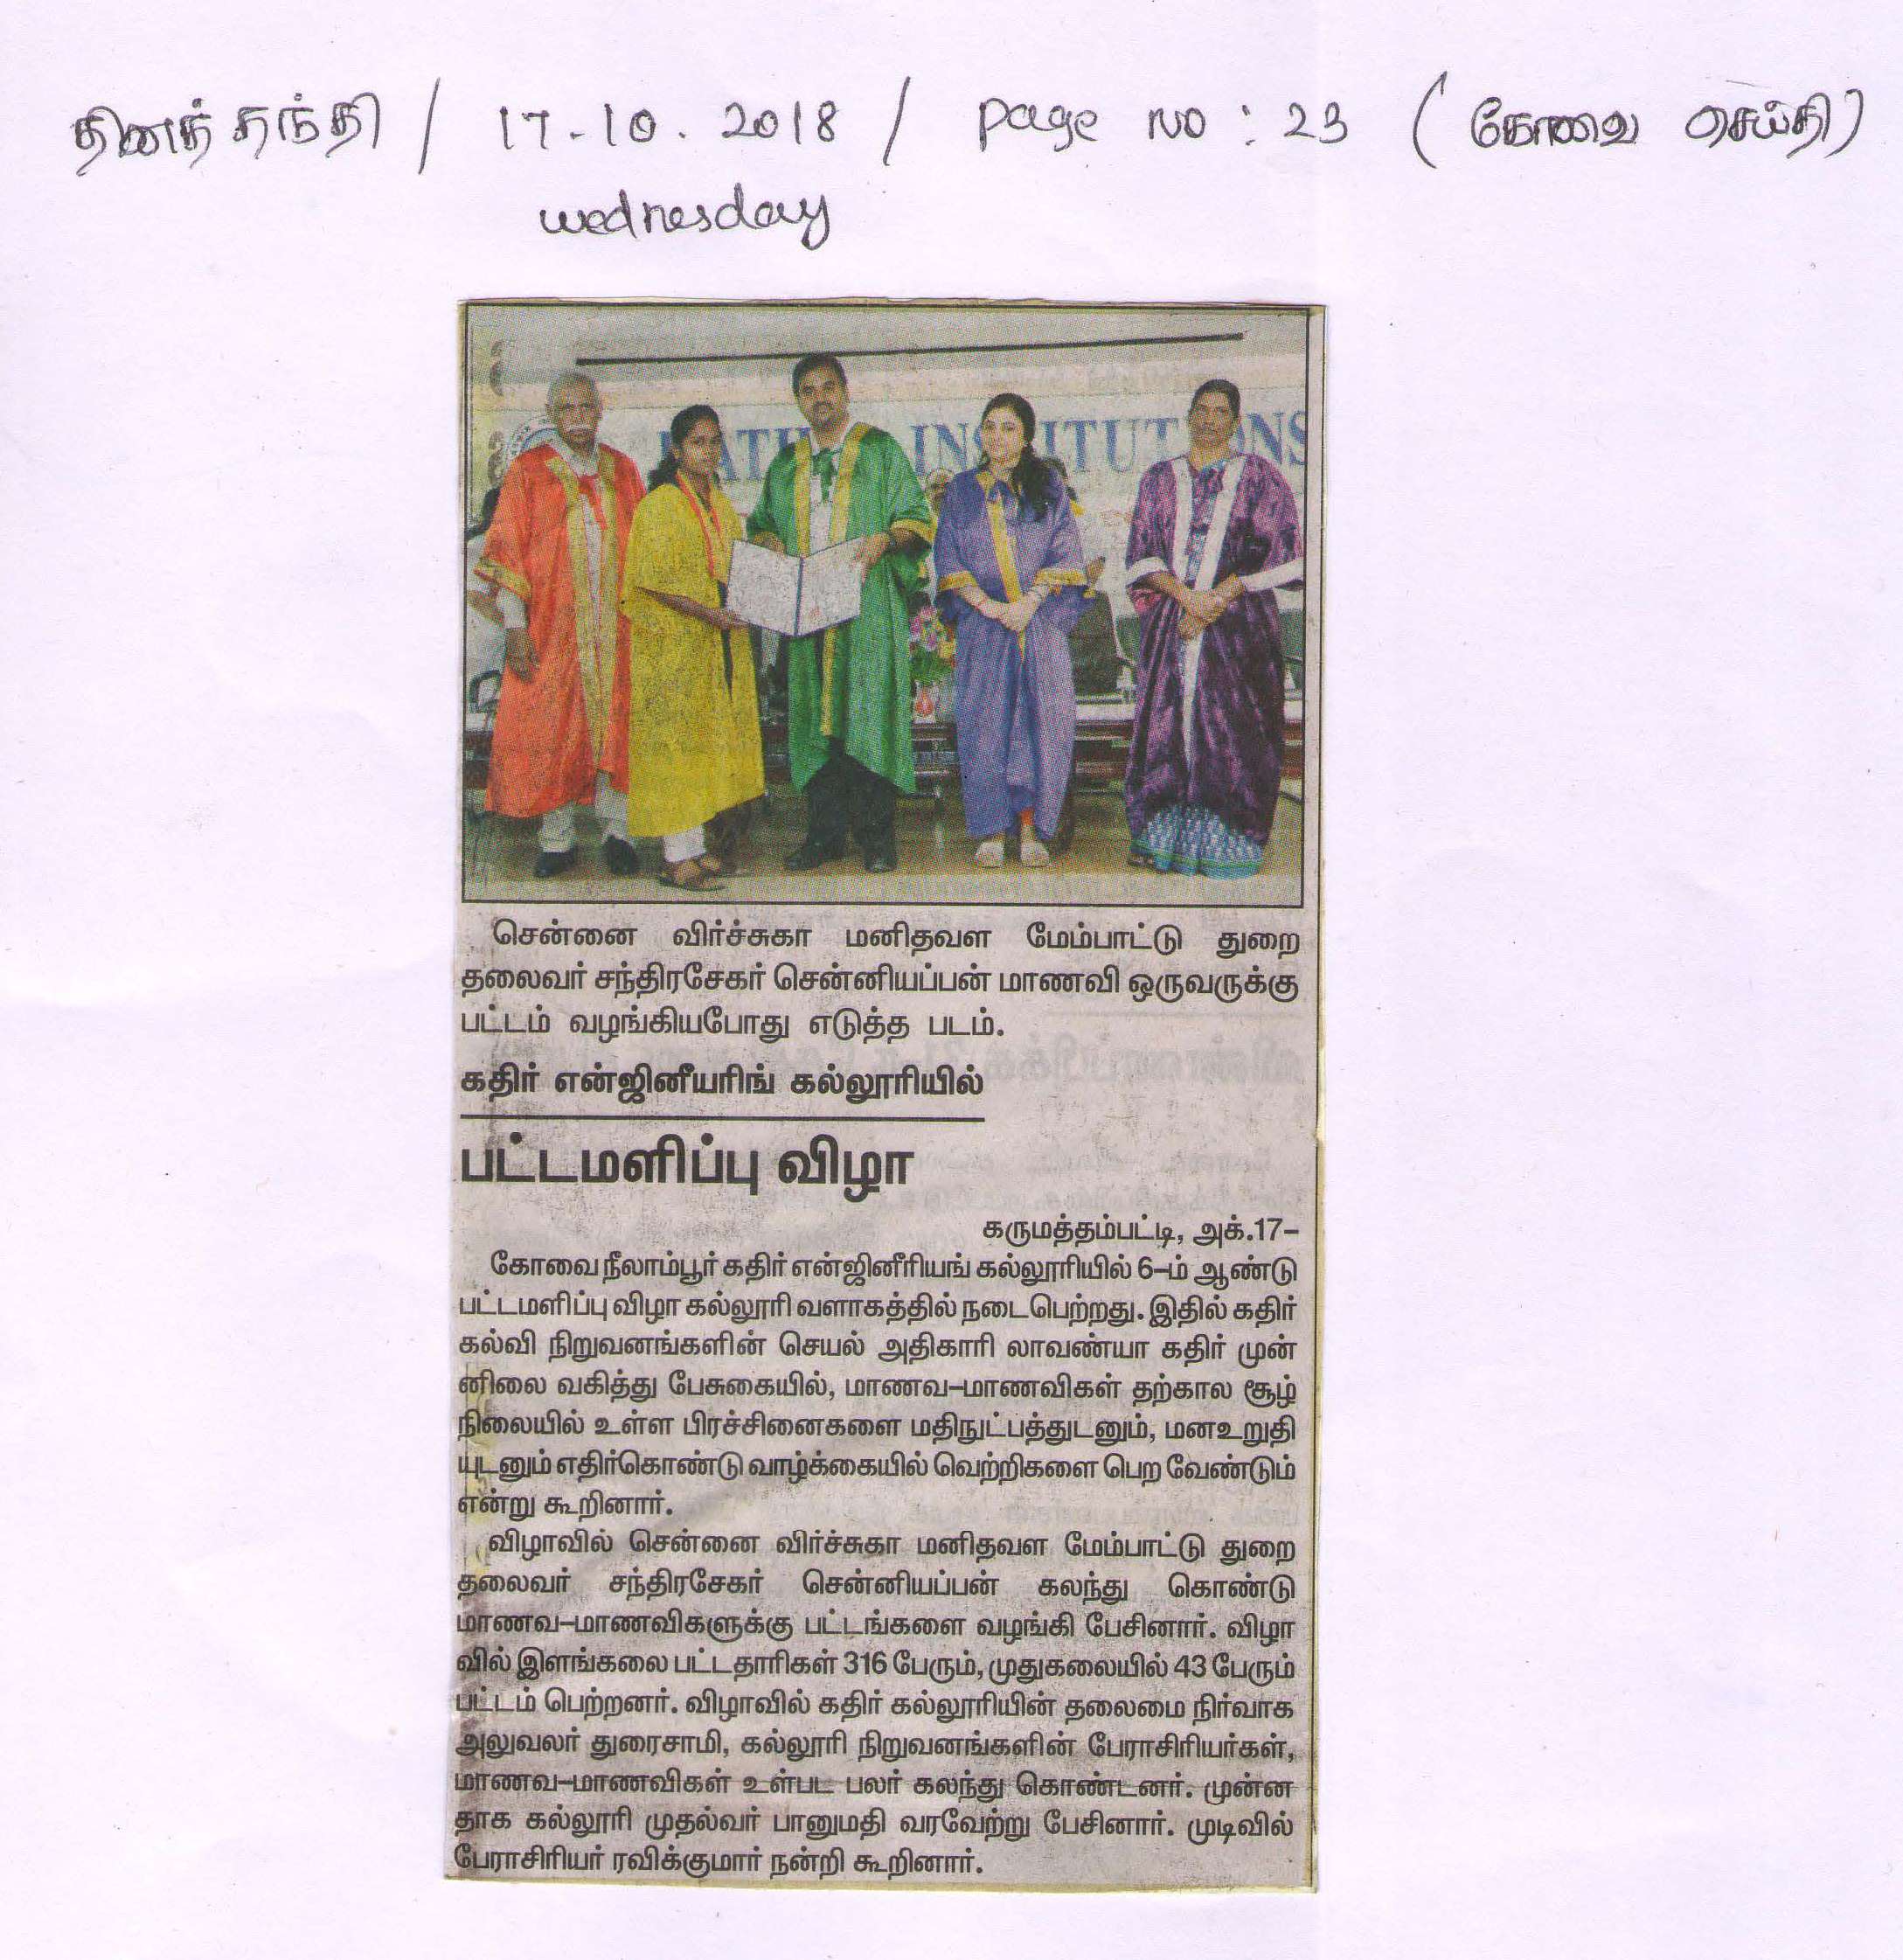 தினத்தந்தி / 17.10.2018 / page no : 23 (கோவை செய்தி)
wednesday
INSTITUTIONS
சென்னை விர்ச்சுகா மனிதவள மேம்பாட்டு துறை
தலைவர் சந்திரசேகர் சென்னியப்பன் மாணவி ஒருவருக்கு
பட்டம் வழங்கியபோது எடுத்த படம்.
கதிர் என்ஜினீயரிங் கல்லூரியில்
பட்டமளிப்பு விழா
கருமத்தம்பட்டி, அக்.17–
கோவை நீலாம்பூர் கதிர் என்ஜினீரியங் கல்லூரியில் 6–ம் ஆண்டு
பட்டமளிப்பு விழா கல்லூரி வளாகத்தில் நடைபெற்றது. இதில் கதிர்
கல்வி நிறுவனங்களின் செயல் அதிகாரி லாவண்யா கதிர் முன்
னிலை வகித்து பேசுகையில், மாணவ–மாணவிகள் தற்கால சூழ்
நிலையில் உள்ள பிரச்சினைகளை மதிநுட்பத்துடனும், மனஉறுதி
யுடனும் எதிர்கொண்டு வாழ்க்கையில் வெற்றிகளை பெற வேண்டும்
என்று கூறினார்.
விழாவில் சென்னை விர்ச்சுகா மனிதவள மேம்பாட்டு துறை
தலைவர் சந்திரசேகர் சென்னியப்பன் கலந்து கொண்டு
மாணவ–மாணவிகளுக்கு பட்டங்களை வழங்கி பேசினார். விழா
வில் இளங்கலை பட்டதாரிகள் 316 பேரும், முதுகலையில் 43 பேரும்
பட்டம் பெற்றனர். விழாவில் கதிர் கல்லூரியின் தலைமை நிர்வாக
அலுவலர் துரைசாமி, கல்லூரி நிறுவனங்களின் பேராசிரியர்கள்,
மாணவ–மாணவிகள் உள்பட பலர் கலந்து கொண்டனர். முன்ன
தாக கல்லூரி முதல்வர் பானுமதி வரவேற்று பேசினார். முடிவில்
பேராசிரியர் ரவிக்குமார் நன்றி கூறினார்.